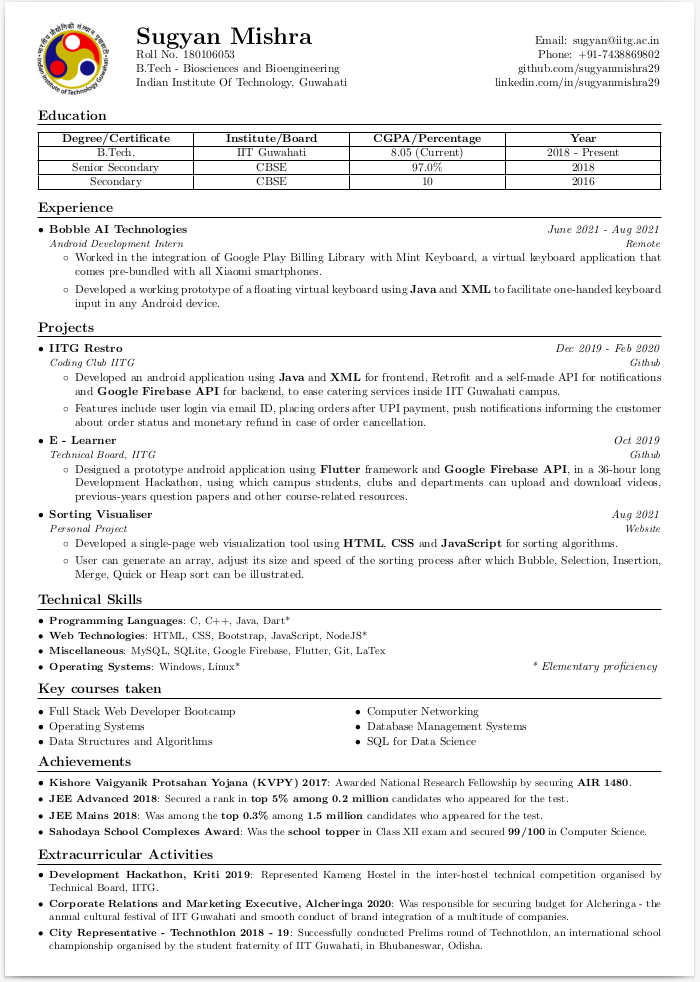 Sugyan Mishra
Roll No. 180106053
B.Tech - Biosciences and Bioengineering
Indian Institute Of Technology, Guwahati
Email: sugyan@iitg.ac.in
Phone: +91-7438869802
github.com/sugyanmishra29
linkedin.com/in/sugyanmishra29
Indian Institute of Technology Guwahati
Education
Degree/Certificate Institute/Board CGPA/Percentage Year
B.Tech. IIT Guwahati 8.05 (Current) 2018 - Present
Senior Secondary CBSE 97.0% 2018
Secondary CBSE 10 2016
Experience
• Bobble AI Technologies June 2021 - Aug 2021
Android Development Intern Remote
◦ Worked in the integration of Google Play Billing Library with Mint Keyboard, a virtual keyboard application that
comes pre-bundled with all Xiaomi smartphones.
◦ Developed a working prototype of a floating virtual keyboard using Java and XML to facilitate one-handed keyboard
input in any Android device.
Projects
• IITG Restro Dec 2019 - Feb 2020
Coding Club IITG Github
◦ Developed an android application using Java and XML for frontend, Retrofit and a self-made API for notifications
and Google Firebase API for backend, to ease catering services inside IIT Guwahati campus.
◦ Features include user login via email ID, placing orders after UPI payment, push notifications informing the customer
about order status and monetary refund in case of order cancellation.
• E - Learner Oct 2019
Technical Board, IITG Github
◦ Designed a prototype android application using Flutter framework and Google Firebase API, in a 36-hour long
Development Hackathon, using which campus students, clubs and departments can upload and download videos,
previous-years question papers and other course-related resources.
• Sorting Visualiser Aug 2021
Personal Project Website
◦ Developed a single-page web visualization tool using HTML, CSS and JavaScript for sorting algorithms.
◦ User can generate an array, adjust its size and speed of the sorting process after which Bubble, Selection, Insertion,
Merge, Quick or Heap sort can be illustrated.
Technical Skills
• Programming Languages: C, C++, Java, Dart*
• Web Technologies: HTML, CSS, Bootstrap, JavaScript, NodeJS*
• Miscellaneous: MySQL, SQLite, Google Firebase, Flutter, Git, LaTex
• Operating Systems: Windows, Linux* * Elementary proficiency
Key courses taken
• Full Stack Web Developer Bootcamp • Computer Networking
• Operating Systems • Database Management Systems
• Data Structures and Algorithms • SQL for Data Science
Achievements
• Kishore Vaigyanik Protsahan Yojana (KVPY) 2017: Awarded National Research Fellowship by securing AIR 1480.
• JEE Advanced 2018: Secured a rank in top 5% among 0.2 million candidates who appeared for the test.
• JEE Mains 2018: Was among the top 0.3% among 1.5 million candidates who appeared for the test.
• Sahodaya School Complexes Award: Was the school topper in Class XII exam and secured 99/100 in Computer Science.
Extracurricular Activities
• Development Hackathon, Kriti 2019: Represented Kameng Hostel in the inter-hostel technical competition organised by
Technical Board, IITG.
• Corporate Relations and Marketing Executive, Alcheringa 2020: Was responsible for securing budget for Alcheringa - the
annual cultural festival of IIT Guwahati and smooth conduct of brand integration of a multitude of companies.
• City Representative - Technothlon 2018 - 19: Successfully conducted Prelims round of Technothlon, an international school
championship organised by the student fraternity of IIT Guwahati, in Bhubaneswar, Odisha.